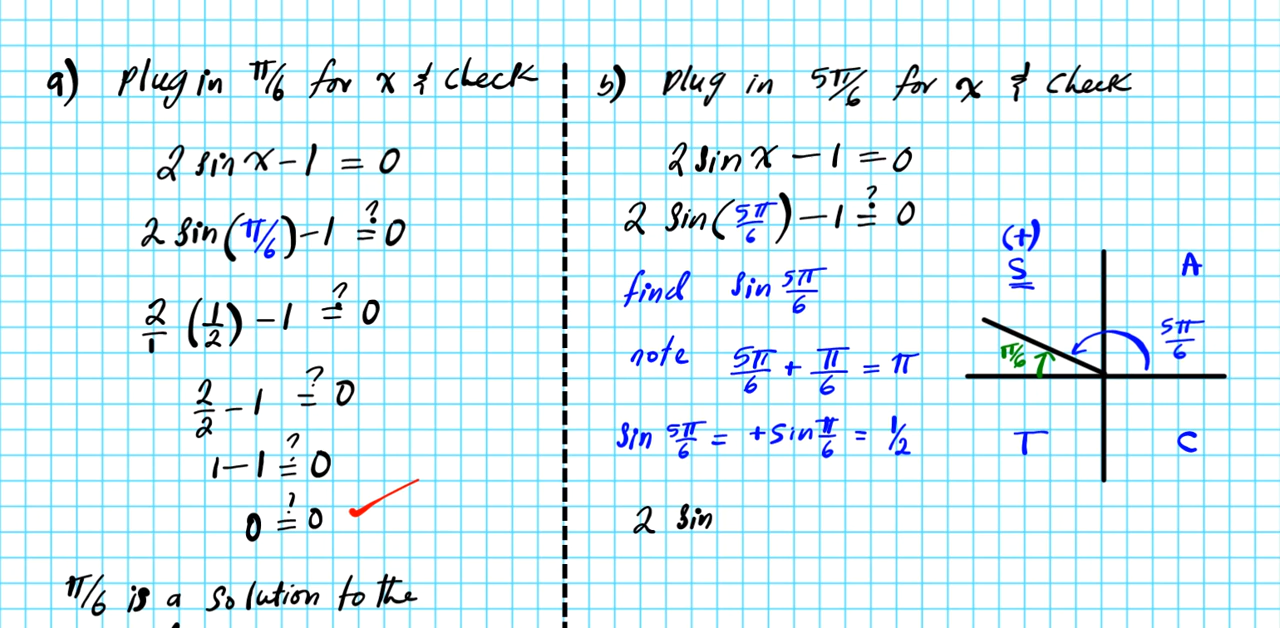 a) plug in π/6 for x & check
2 sin x - 1 = 0
2 sin(π/6) - 1 ≟ 0
2/1 (1/2) - 1 ≟ 0
2/2 - 1 ≟ 0
1 - 1 ≟ 0
0 ≟ 0 ✓
π/6 is a solution to the
b) plug in 5π/6 for x & check
2 sin x - 1 = 0
2 sin(5π/6) - 1 ≟ 0
find sin 5π/6
note 5π/6 + π/6 = π
sin 5π/6 = + sin π/6 = 1/2
2 sin
(+)
S
A
5π/6
π/6
T
C